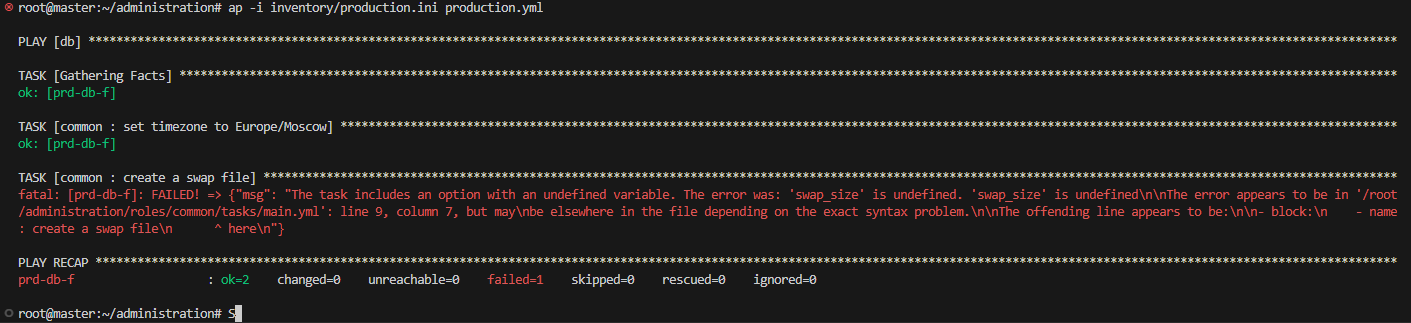 root@master:~/administration# ap -i inventory/production.ini production.yml
PLAY [db] ****************************************************************************************************************************************************************************************
TASK [Gathering Facts] ***************************************************************************************************************************************************************************
ok: [prd-db-f]
TASK [common : set timezone to Europe/Moscow] ****************************************************************************************************************************************************
ok: [prd-db-f]
TASK [common : create a swap file] ***************************************************************************************************************************************************************
fatal: [prd-db-f]: FAILED! => {"msg": "The task includes an option with an undefined variable. The error was: 'swap_size' is undefined. 'swap_size' is undefined\n\nThe error appears to be in '/root
/administration/roles/common/tasks/main.yml': line 9, column 7, but may\nbe elsewhere in the file depending on the exact syntax problem.\n\nThe offending line appears to be:\n\n- block:\n    - name
: create a swap file\n      ^ here\n"}
PLAY RECAP ***************************************************************************************************************************************************************************************
prd-db-f                   : ok=2    changed=0    unreachable=0    failed=1    skipped=0    rescued=0    ignored=0
root@master:~/administration# S